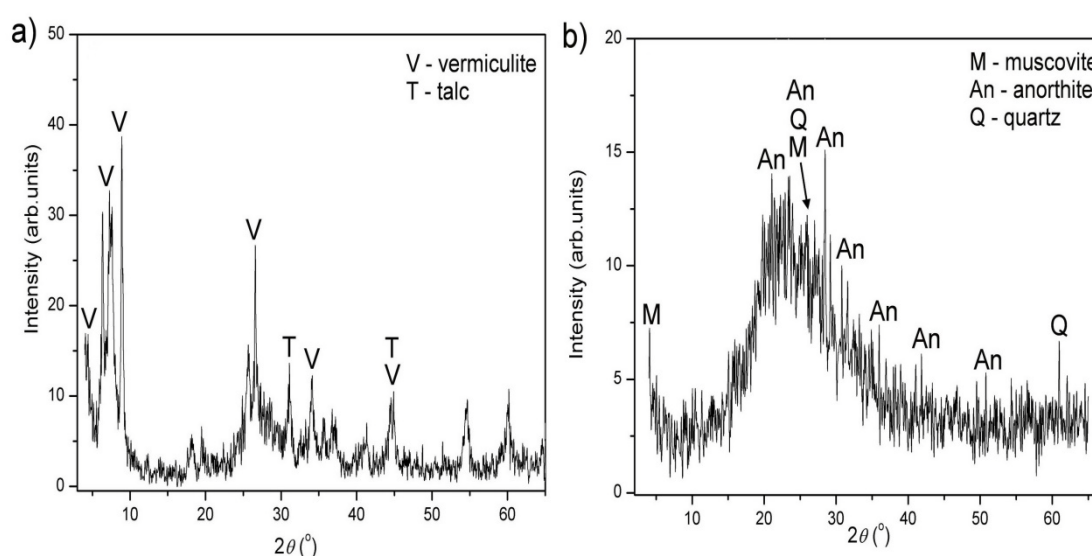 a)
50
40
30
20
10
0
Intensity (arb.units)
V - vermiculite
T - talc
V
V
V
V
T
V
T
V
10
20
30
40
50
60
2θ (°)
b)
20
15
10
5
0
Intensity (arb.units)
M - muscovite
An - anorthite
Q - quartz
M
An
An
Q
M
An
An
An
An
An
Q
10
20
30
40
50
60
2θ (°)